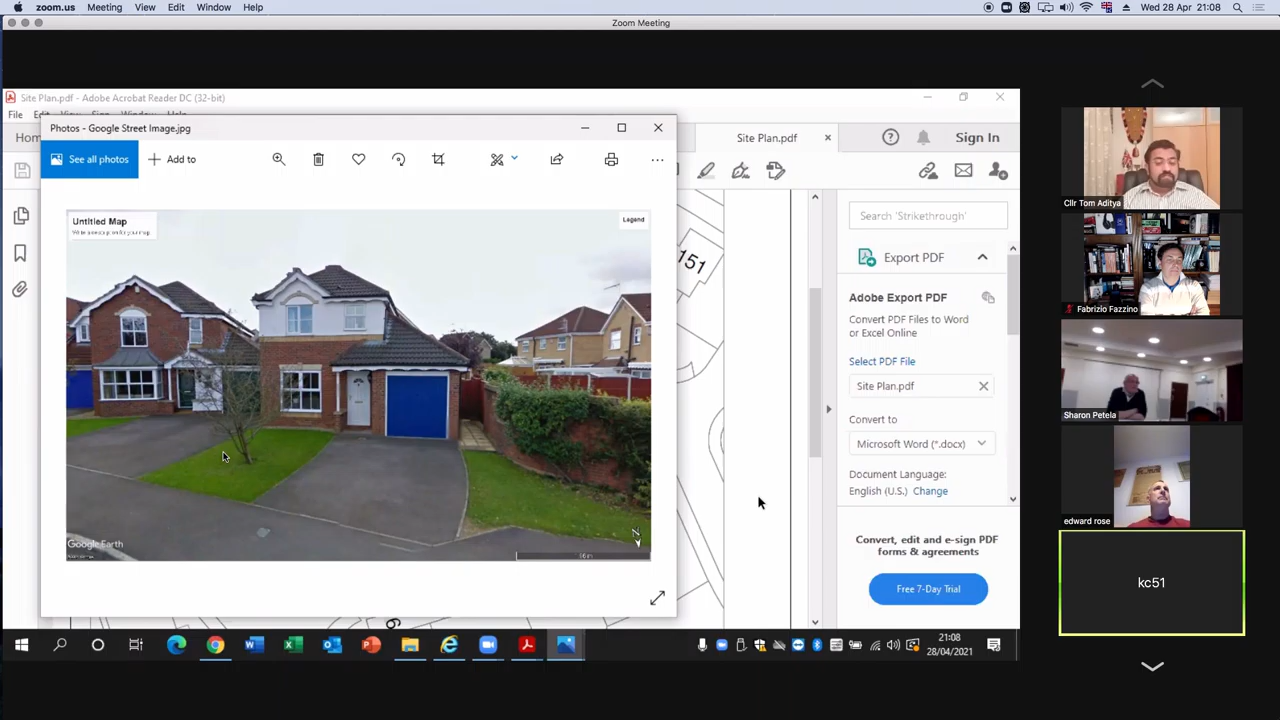 zoom.us Meeting View Edit Window Help
Wed 28 Apr 21:08
Zoom Meeting
Site Plan.pdf - Adobe Acrobat Reader DC (32-bit)
File
Photos - Google Street Image.jpg
Site Plan.pdf
Sign In
See all photos
Add to
Search 'Strikethrough'
Untitled Map
Legend
151
Export PDF
Adobe Export PDF
Convert PDF Files to Word
or Excel Online
Select PDF File
Site Plan.pdf
Convert to
Microsoft Word (*.docx)
Document Language:
English (U.S.) Change
Convert, edit and e-sign PDF
forms & agreements
Free 7-Day Trial
Google Earth
Cllr Tom Aditya
Fabrizio Fazzino
Sharon Petela
edward rose
kc51
21:08
28/04/2021